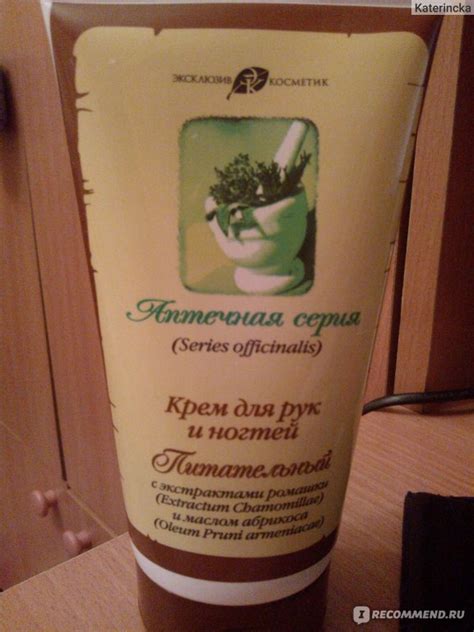 Katerincka
ЭКСКЛЮЗИВ КОСМЕТИК
Аптечная серия
(Series officinalis)
Крем для рук
и ногтей
Питательный
с экстрактами ромашки
(Extractum Chamomillae)
и маслом абрикоса
(Oleum Pruni armeniacae)
IRECOMMEND.RU